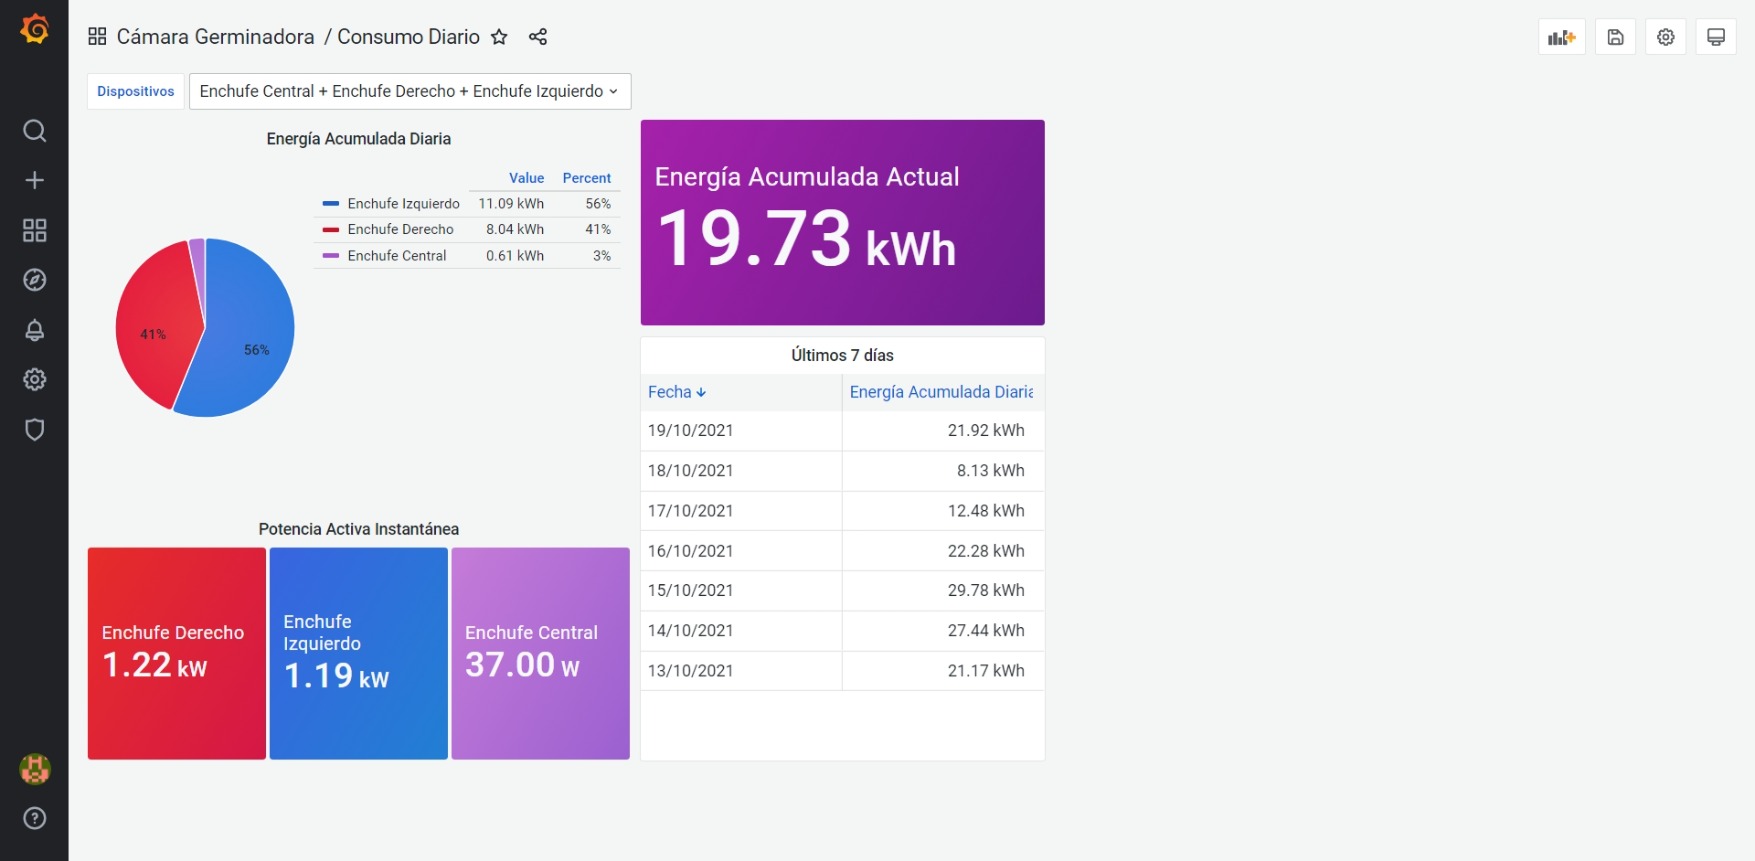 Cámara Germinadora / Consumo Diario
Dispositivos
Enchufe Central + Enchufe Derecho + Enchufe Izquierdo
Energía Acumulada Diaria
Value Percent
Enchufe Izquierdo 11.09 kWh 56%
Enchufe Derecho 8.04 kWh 41%
Enchufe Central 0.61 kWh 3%
41%
56%
Potencia Activa Instantánea
Enchufe Derecho
1.22 kW
Enchufe
Izquierdo
1.19 kW
Enchufe Central
37.00 W
Energía Acumulada Actual
19.73 kWh
Últimos 7 días
Fecha Energía Acumulada Diaria
19/10/2021 21.92 kWh
18/10/2021 8.13 kWh
17/10/2021 12.48 kWh
16/10/2021 22.28 kWh
15/10/2021 29.78 kWh
14/10/2021 27.44 kWh
13/10/2021 21.17 kWh